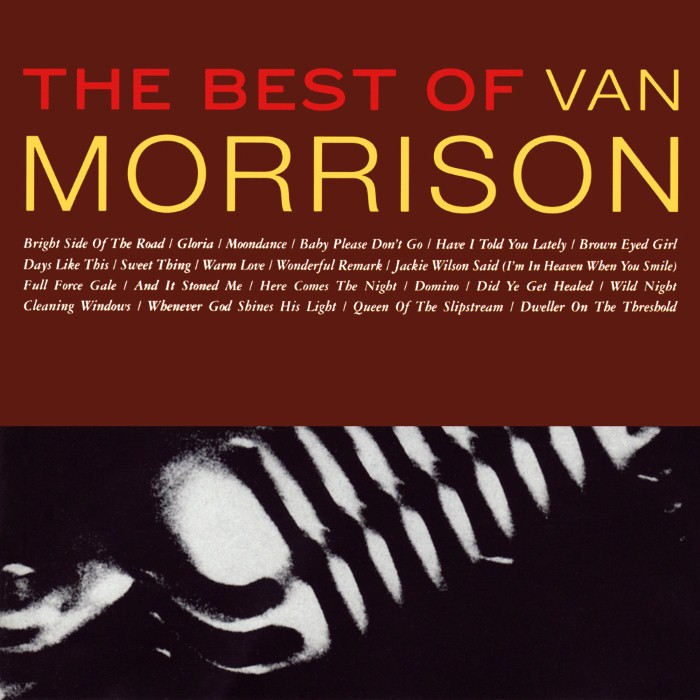 THE BEST OF VAN
MORRISON
Bright Side Of The Road / Gloria / Moondance / Baby Please Don't Go / Have I Told You Lately / Brown Eyed Girl
Days Like This / Sweet Thing / Warm Love / Wonderful Remark / Jackie Wilson Said (I'm In Heaven When You Smile)
Full Force Gale / And It Stoned Me / Here Comes The Night / Domino / Did Ye Get Healed / Wild Night
Cleaning Windows / Whenever God Shines His Light / Queen Of The Slipstream / Dweller On The Threshold